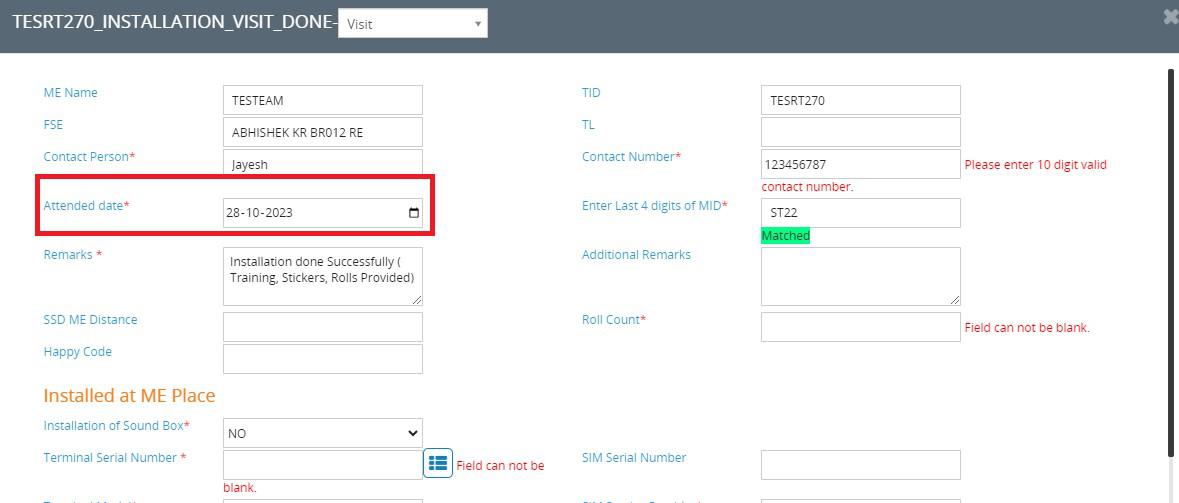 TESRT270_INSTALLATION_VISIT_DONE- Visit
ME Name TESTEAM TID TESRT270
FSE ABHISHEK KR BR012 RE TL
Contact Person* Jayesh Contact Number* 123456787 Please enter 10 digit valid
contact number.
Attended date* 28-10-2023 Enter Last 4 digits of MID* ST22
Matched
Remarks * Installation done Successfully ( Additional Remarks
Training, Stickers, Rolls Provided)
SSD ME Distance Roll Count* Field can not be blank.
Happy Code
Installed at ME Place
Installation of Sound Box* NO
Terminal Serial Number * Field can not be SIM Serial Number
blank.